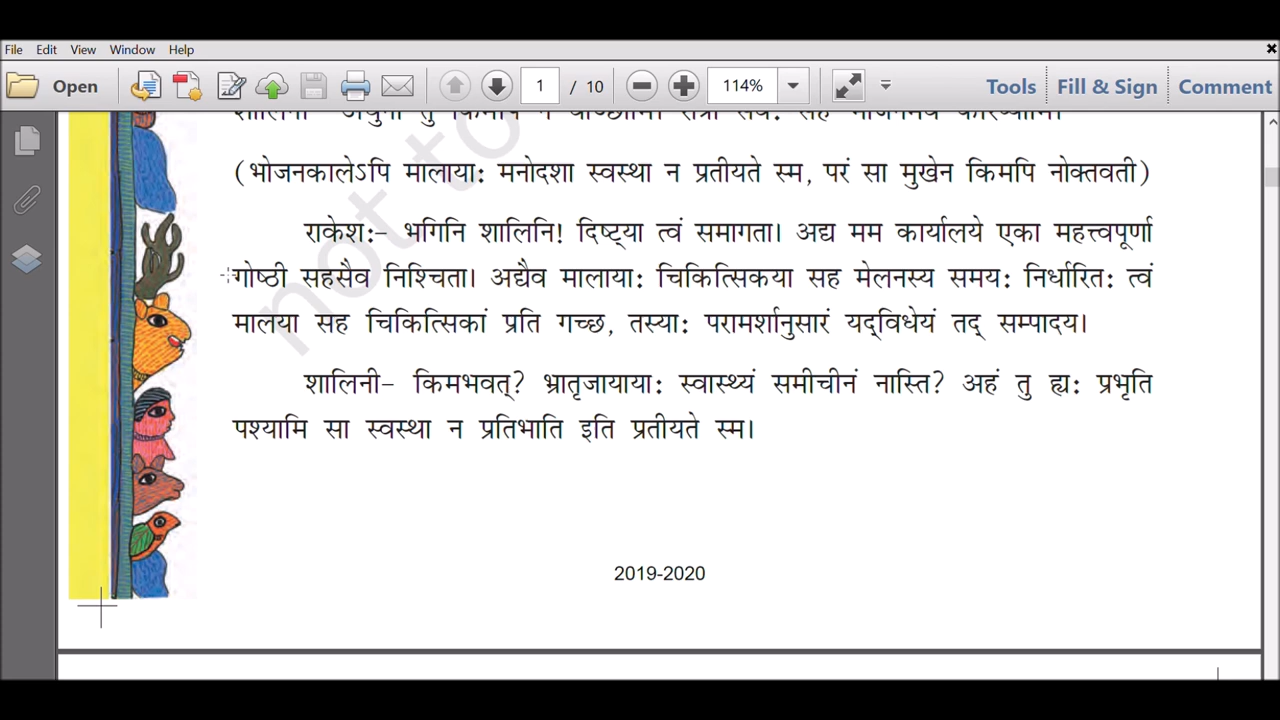 File Edit View Window Help
Open 1 / 10 114% Tools Fill & Sign Comment
(भोजनकालेऽपि मालाया: मनोदशा स्वस्था न प्रतीयते स्म, परं सा मुखेन किमपि नोक्तवती)
राकेश:- भगिनि शालिनि! दिष्ट्या त्वं समागता। अद्य मम कार्यालये एका महत्त्वपूर्णा
गोष्ठी सहसैव निश्चिता। अद्यैव मालाया: चिकित्सिकया सह मेलनस्य समय: निर्धारित: त्वं
मालया सह चिकित्सिकां प्रति गच्छ, तस्या: परामर्शानुसारं यद्विधेयं तद् सम्पादय।
शालिनी- किमभवत्? भ्रातृजायाया: स्वास्थ्यं समीचीनं नास्ति? अहं तु ह्य: प्रभृति
पश्यामि सा स्वस्था न प्रतिभाति इति प्रतीयते स्म।
not to
2019-2020